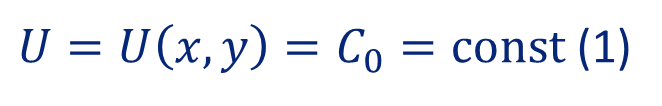 U = U(x, y) = C₀ = const (1)